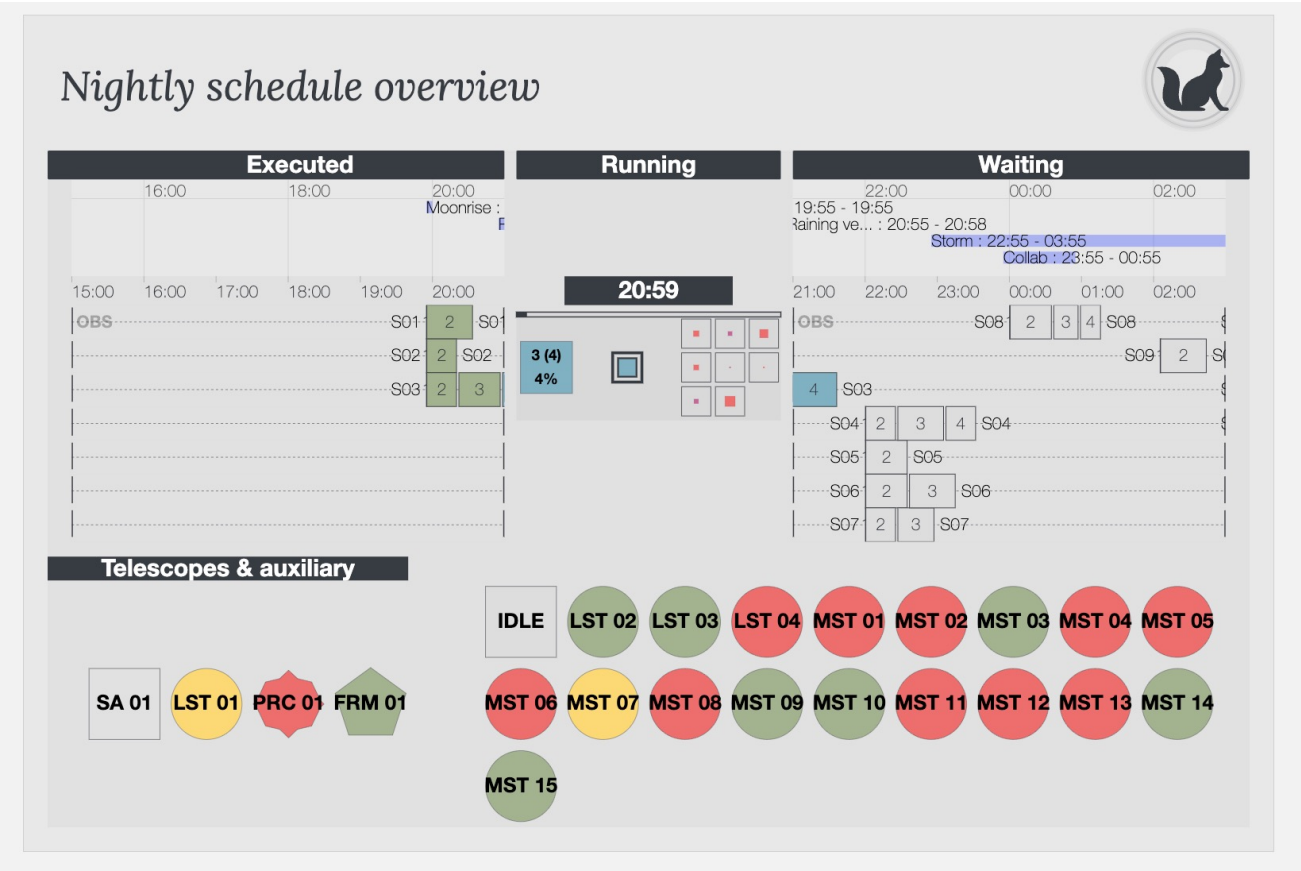 Nightly schedule overview
Executed Running Waiting
16:00 18:00 20:00 22:00 00:00 02:00
Moonrise : 19:55 - 19:55
ve... : 20:55 - 20:58
Storm : 22:55 - 03:55
Collab : 23:55 - 00:55
20:59
15:00 16:00 17:00 18:00 19:00 20:00 21:00 22:00 23:00 00:00 01:00 02:00
OBS S01 2 S01 OBS S08 2 3 4 S08
S02 2 S02 3 (4) S09 2
4%
S03 2 3 4 S03
S04 2 3 4 S04
S05 2 S05
S06 2 3 S06
S07 2 3 S07
Telescopes & auxiliary
IDLE LST 02 LST 03 LST 04 MST 01 MST 02 MST 03 MST 04 MST 05
SA 01 LST 01 PRC 01 FRM 01 MST 06 MST 07 MST 08 MST 09 MST 10 MST 11 MST 12 MST 13 MST 14
MST 15